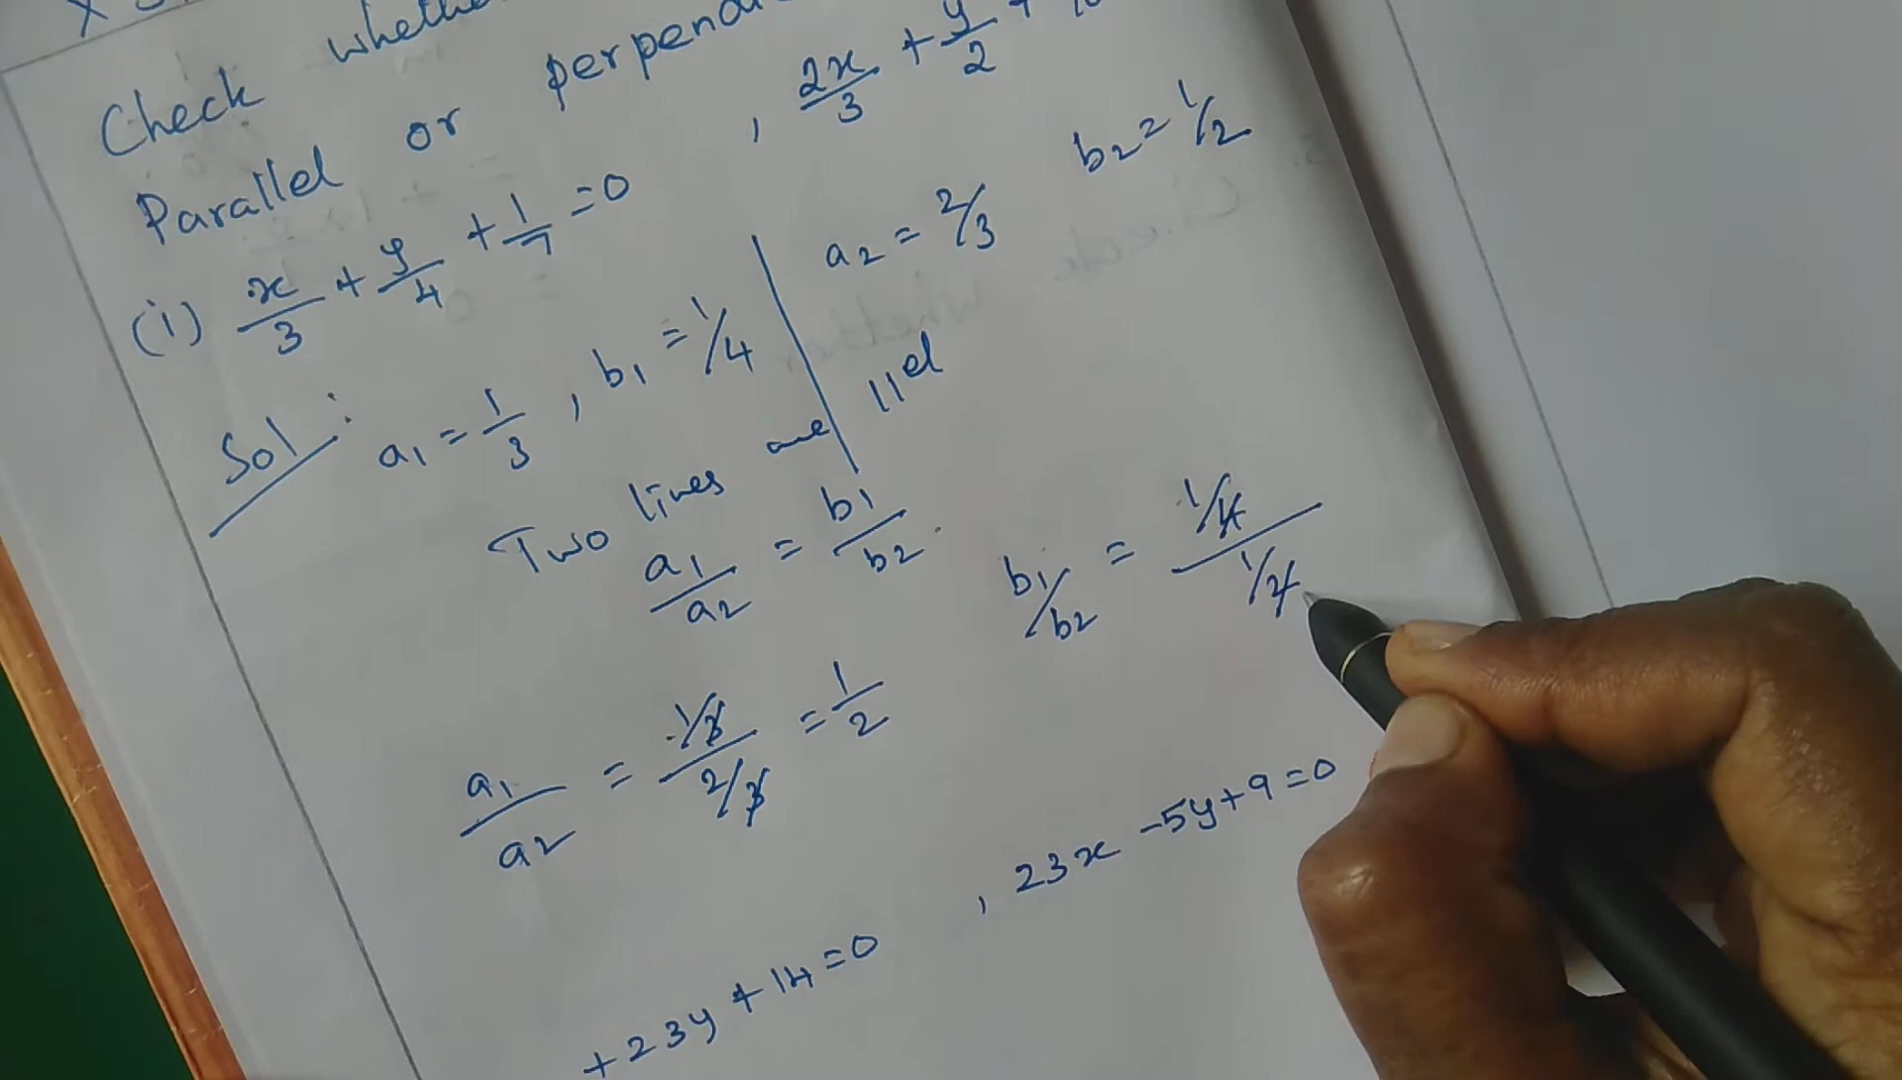 Check whethe
Parallel or perpend
(i) x/3 + y/4 + 1/7 = 0 , 2x/3 + y/2 +
Sol: a1 = 1/3 , b1 = 1/4 a2 = 2/3 b2 = 1/2
Two lines are llel
a1/a2 = b1/b2.
a1/a2 = 1/3 / 2/3 = 1/2 b1/b2 = 1/4 / 1/2
+23y+14=0 , 23x-5y+9=0